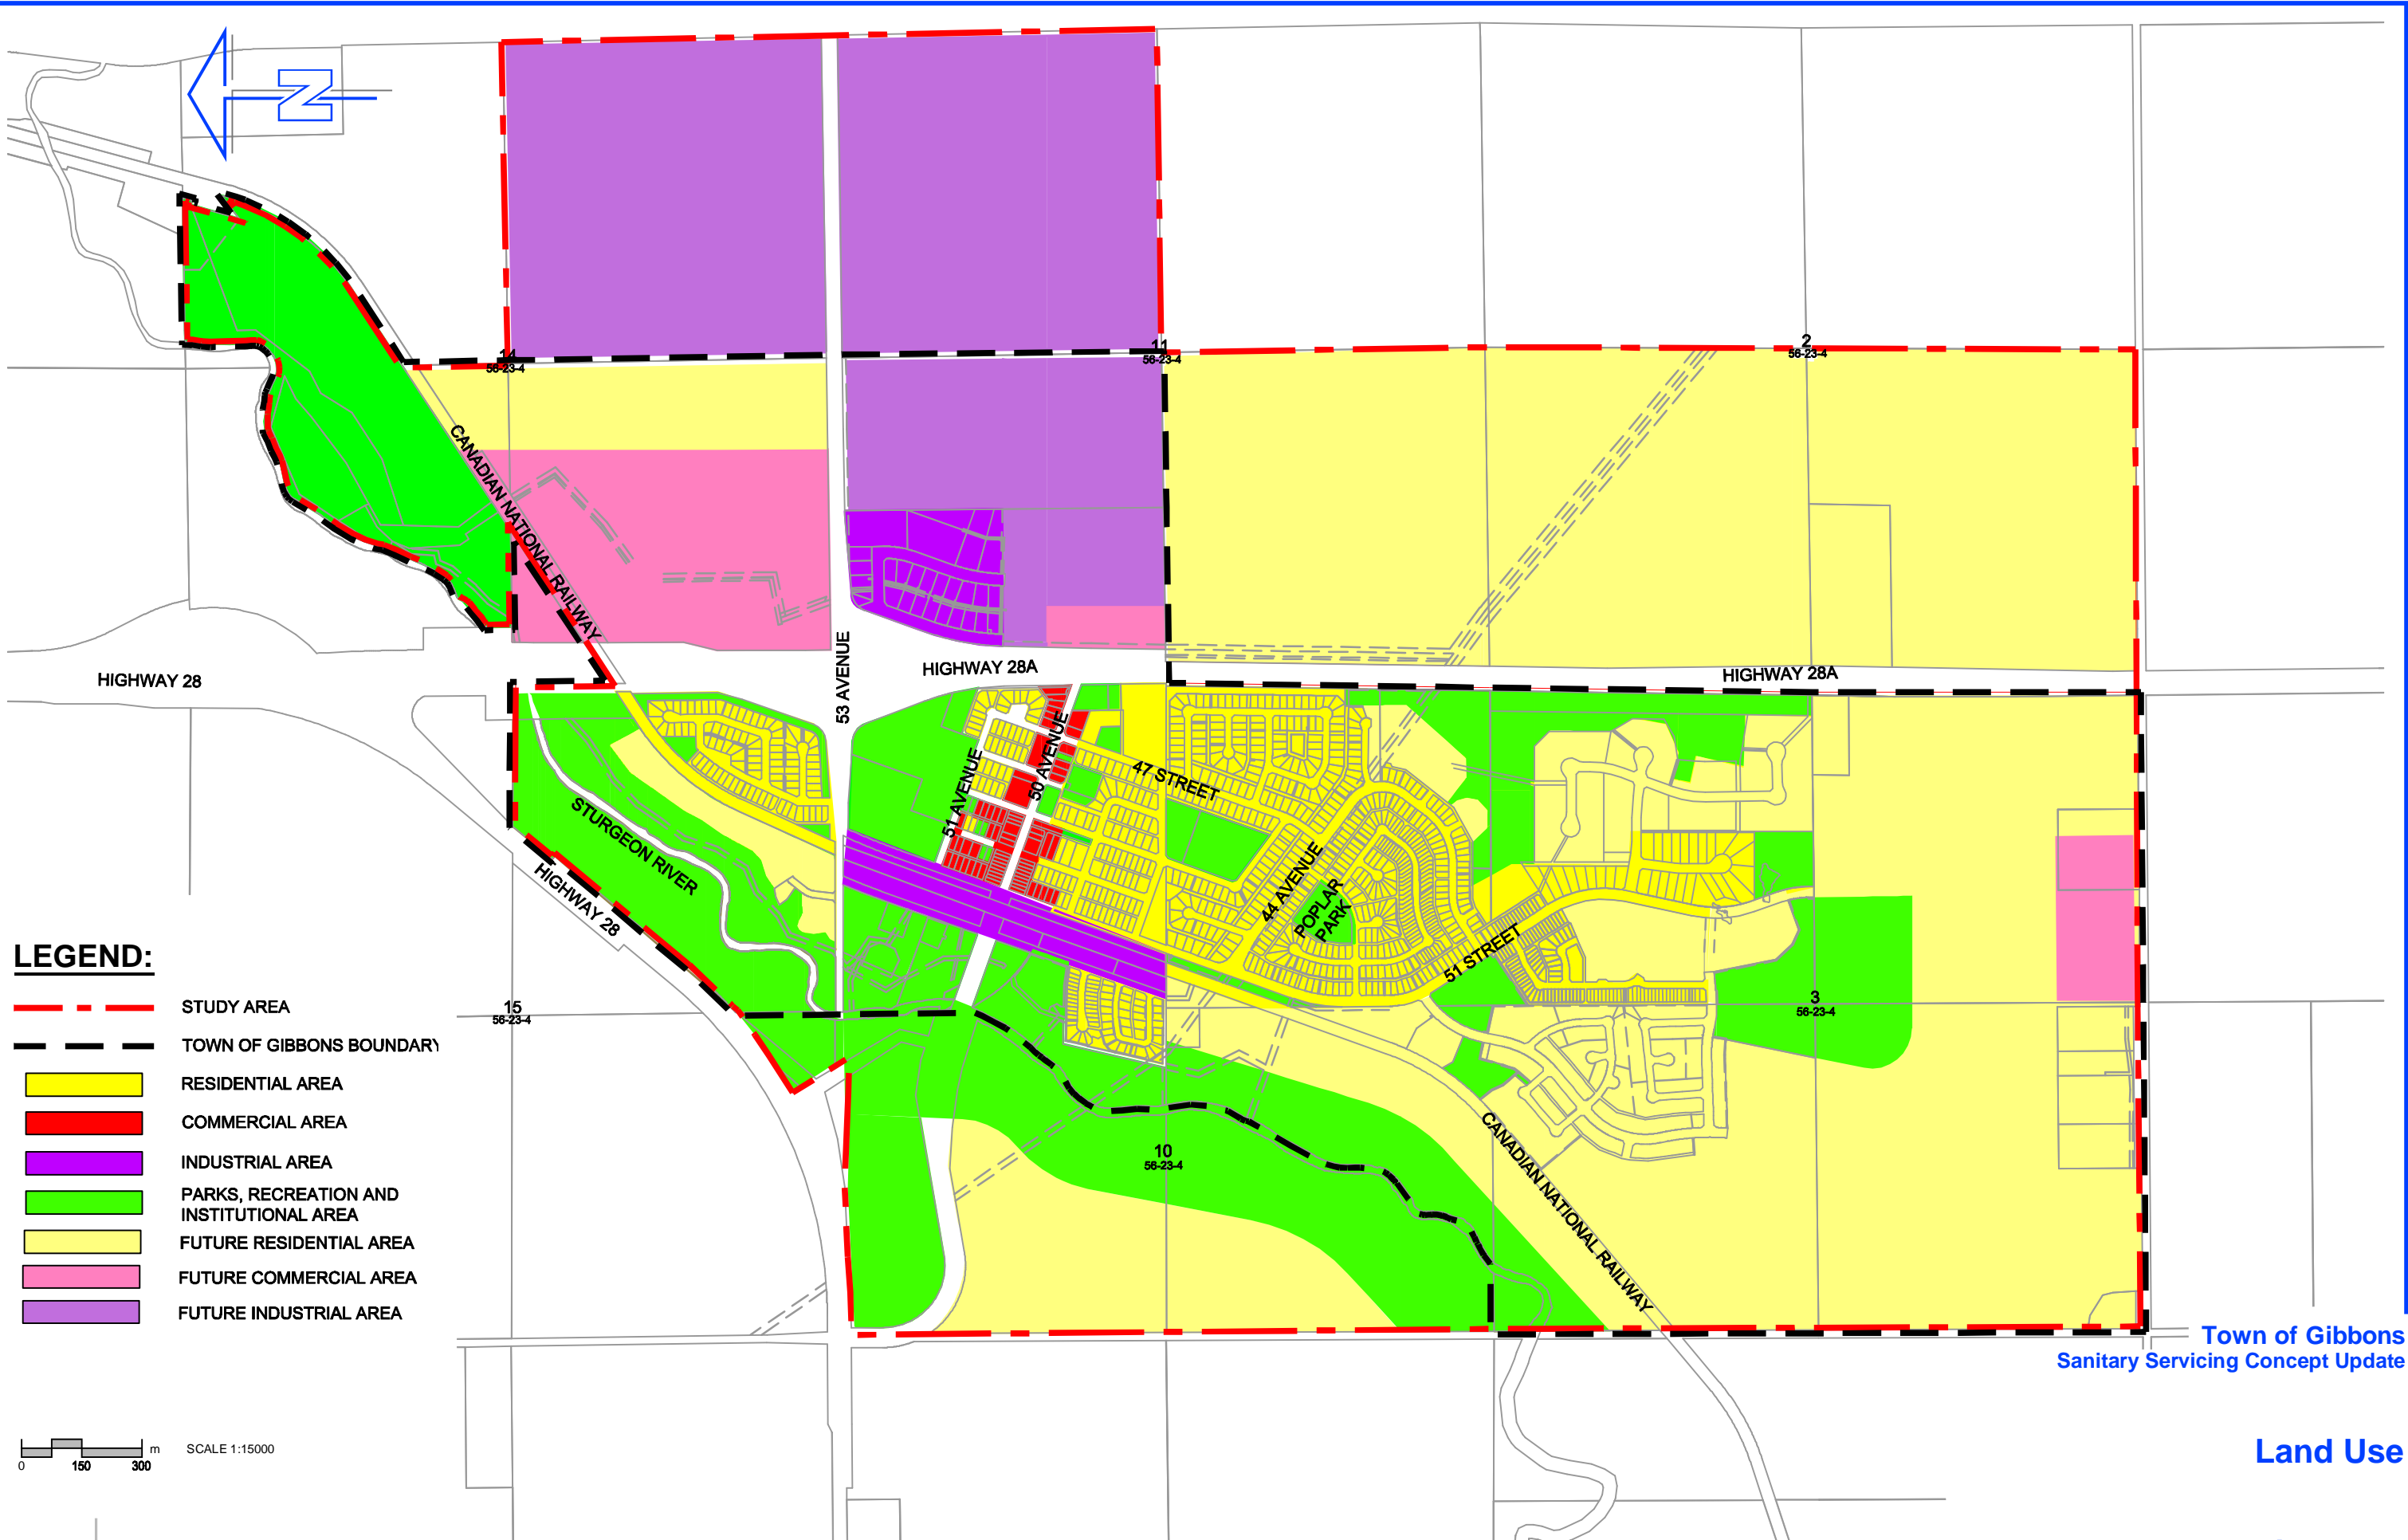 N
14
56-23-4
11
56-23-4
2
56-23-4
CANADIAN NATIONAL RAILWAY
HIGHWAY 28
53 AVENUE
HIGHWAY 28A
HIGHWAY 28A
51 AVENUE
50 AVENUE
47 STREET
STURGEON RIVER
HIGHWAY 28
44 AVENUE
POPLAR
PARK
51 STREET
15
56-23-4
3
56-23-4
10
56-23-4
CANADIAN NATIONAL RAILWAY
LEGEND:
STUDY AREA
TOWN OF GIBBONS BOUNDARY
RESIDENTIAL AREA
COMMERCIAL AREA
INDUSTRIAL AREA
PARKS, RECREATION AND
INSTITUTIONAL AREA
FUTURE RESIDENTIAL AREA
FUTURE COMMERCIAL AREA
FUTURE INDUSTRIAL AREA
0 150 300 m SCALE 1:15000
Town of Gibbons
Sanitary Servicing Concept Update
Land Use